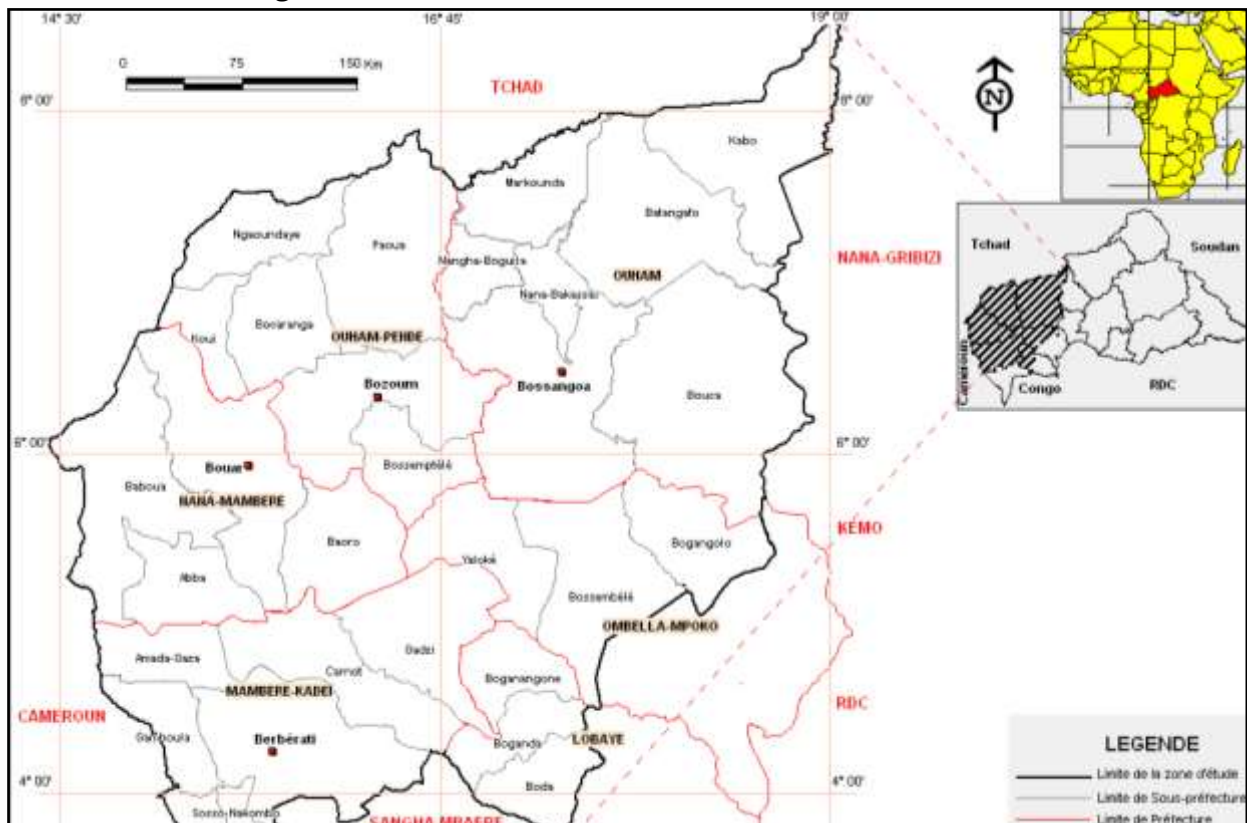 14° 30'
16° 45'
19° 00'
0 75 150 Km
TCHAD
N
8° 00'
8° 00'
Kabo
Markounda
Batangafo
Ngaoundaye
Paoua
Nangha-Boguila
OUHAM
NANA-GRIBIZI
Tchad
Soudan
Nana-Bakassa
Bocaranga
Koui
OUHAM-PENDE
Bossangoa
Bozoum
Bouca
Cameroun
Congo
RDC
6° 00'
6° 00'
Bouar
Bossemptélé
Baboua
NANA-MAMBERE
KÉMO
Baoro
Yaloké
Bogangolo
Abba
Bossembélé
OMBELLA-MPOKO
Amada-Gaza
Carnot
Gadzi
Boganangone
MAMBERE-KADEI
CAMEROUN
RDC
Gamboula
Berbérati
Boganda
LOBAYE
LEGENDE
4° 00'
Boda
4° 00'
Limite de la zone d'étude
Limite de Sous-préfecture
Sosso-Nakombo
SANGHA-MBAERE
Limite de Préfecture